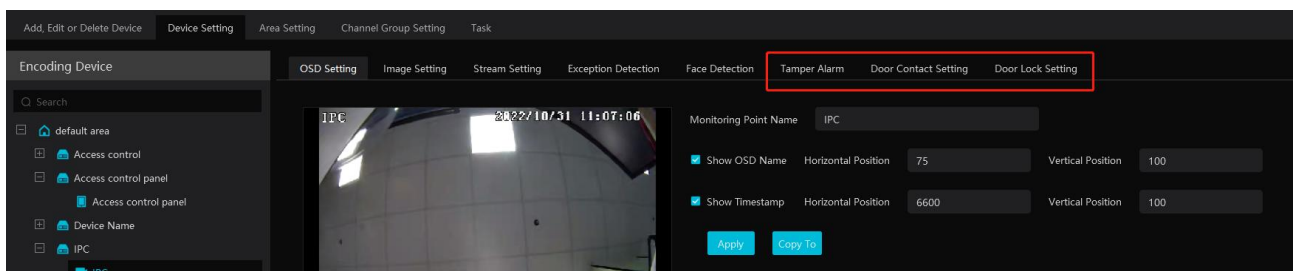 Add, Edit or Delete Device Device Setting Area Setting Channel Group Setting Task
Encoding Device
OSD Setting Image Setting Stream Setting Exception Detection Face Detection Tamper Alarm Door Contact Setting Door Lock Setting
Search
default area
Access control
Access control panel
Access control panel
Device Name
IPC
IPC
IPC 2022/10/31 11:07:06
Monitoring Point Name IPC
Show OSD Name Horizontal Position 75 Vertical Position 100
Show Timestamp Horizontal Position 6600 Vertical Position 100
Apply Copy To